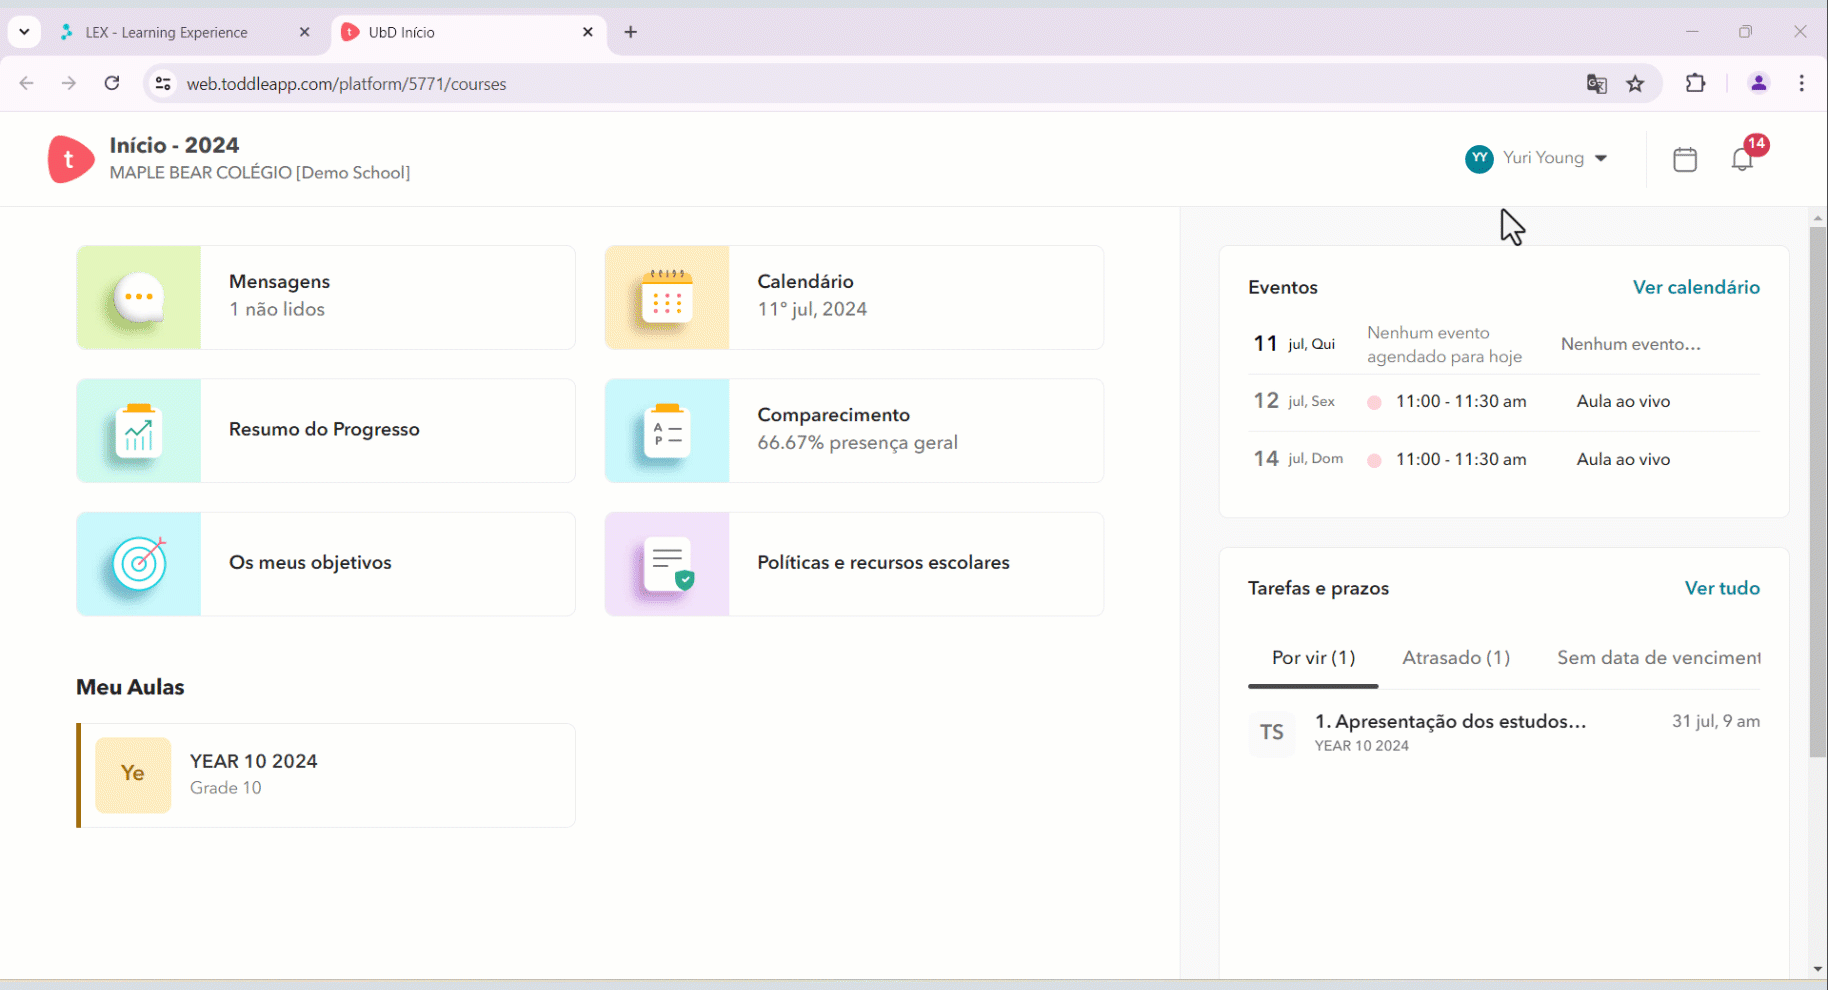 LEX - Learning Experience
UbD Início
web.toddleapp.com/platform/5771/courses
t
Início - 2024
MAPLE BEAR COLÉGIO [Demo School]
YY
Yuri Young
14
Mensagens
1 não lidos
Calendário
11° jul, 2024
Resumo do Progresso
A
P
Comparecimento
66.67% presença geral
Os meus objetivos
Políticas e recursos escolares
Meu Aulas
Ye
YEAR 10 2024
Grade 10
Eventos
Ver calendário
11 jul, Qui
Nenhum evento
agendado para hoje
Nenhum evento...
12 jul, Sex
11:00 - 11:30 am
Aula ao vivo
14 jul, Dom
11:00 - 11:30 am
Aula ao vivo
Tarefas e prazos
Ver tudo
Por vir (1)
Atrasado (1)
Sem data de venciment
TS
1. Apresentação dos estudos...
31 jul, 9 am
YEAR 10 2024